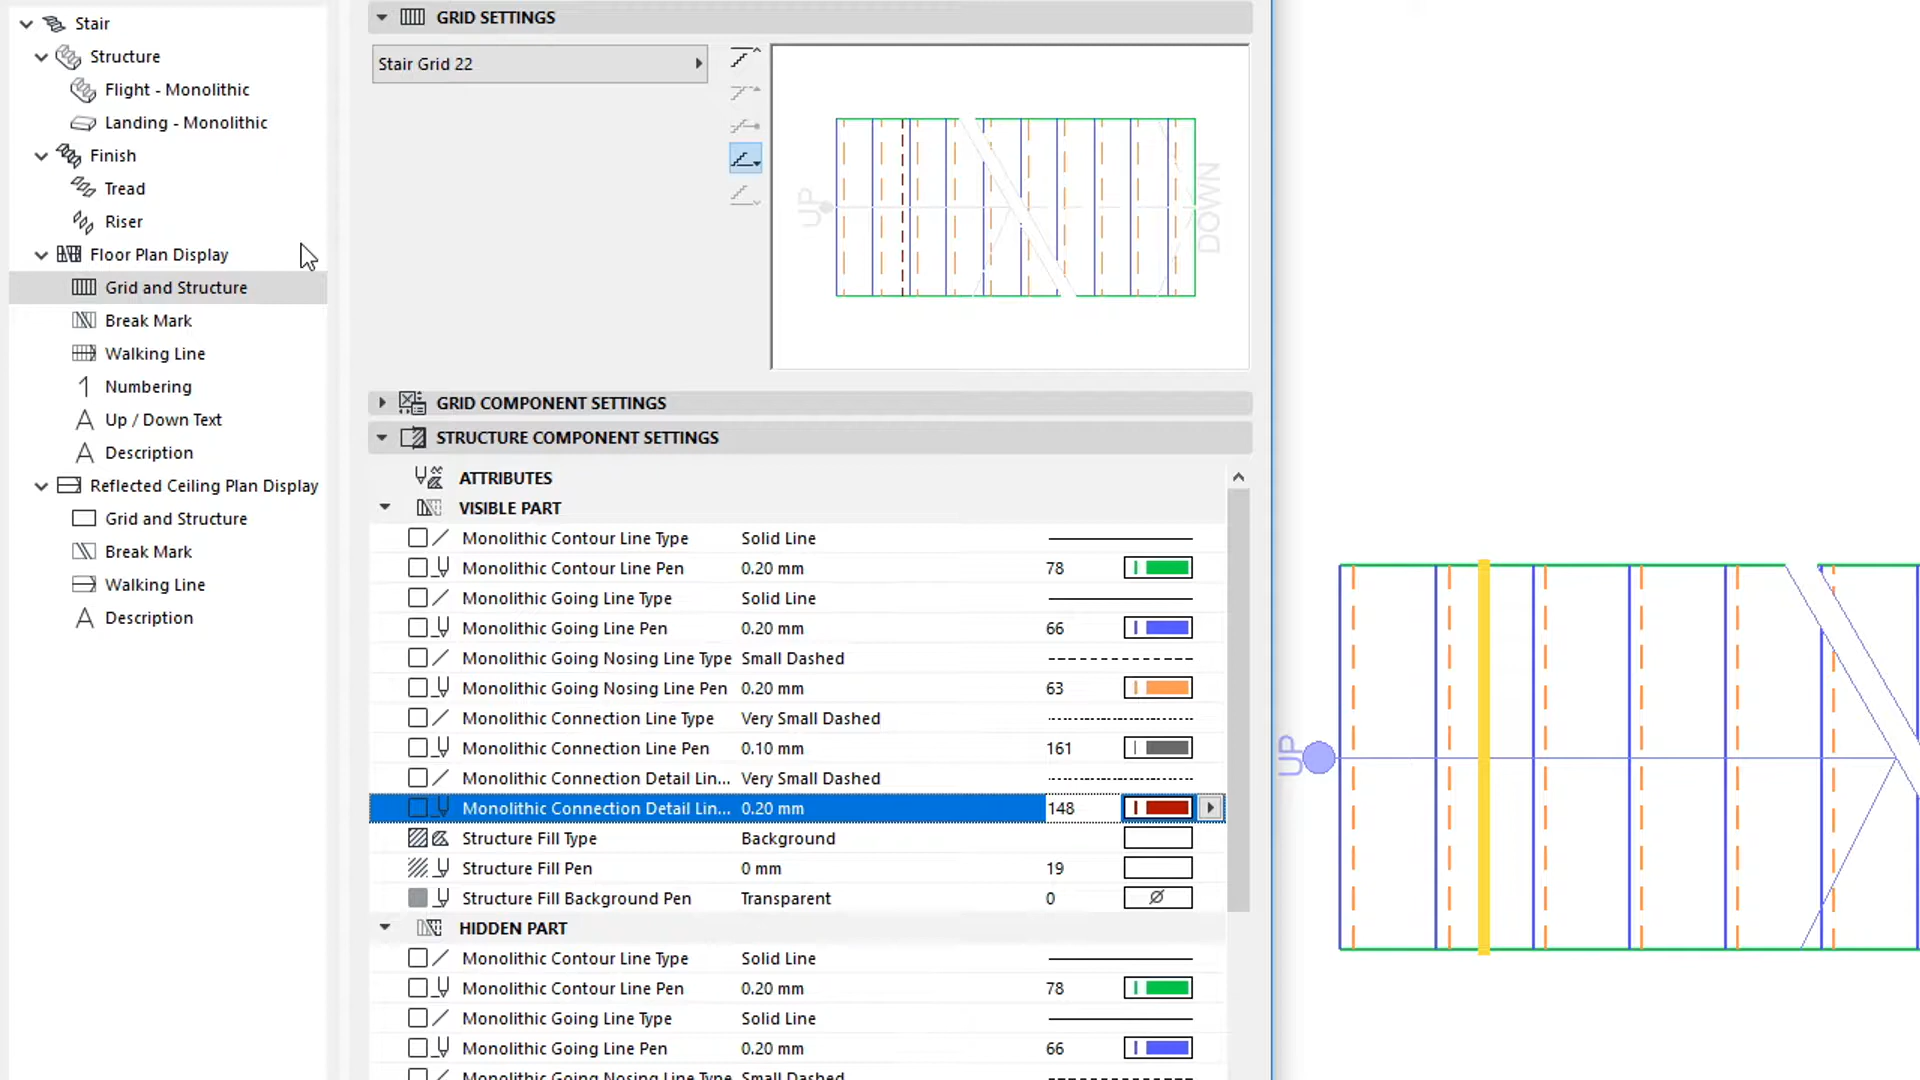 Stair
Structure
Flight - Monolithic
Landing - Monolithic
Finish
Tread
Riser
Floor Plan Display
Grid and Structure
Break Mark
Walking Line
Numbering
Up / Down Text
Description
Reflected Ceiling Plan Display
Grid and Structure
Break Mark
Walking Line
Description
GRID SETTINGS
Stair Grid 22
UP
DOWN
GRID COMPONENT SETTINGS
STRUCTURE COMPONENT SETTINGS
ATTRIBUTES
VISIBLE PART
Monolithic Contour Line Type Solid Line
Monolithic Contour Line Pen 0.20 mm 78
Monolithic Going Line Type Solid Line
Monolithic Going Line Pen 0.20 mm 66
Monolithic Going Nosing Line Type Small Dashed
Monolithic Going Nosing Line Pen 0.20 mm 63
Monolithic Connection Line Type Very Small Dashed
Monolithic Connection Line Pen 0.10 mm 161
Monolithic Connection Detail Lin... Very Small Dashed
Monolithic Connection Detail Lin... 0.20 mm 148
Structure Fill Type Background
Structure Fill Pen 0 mm 19
Structure Fill Background Pen Transparent 0
HIDDEN PART
Monolithic Contour Line Type Solid Line
Monolithic Contour Line Pen 0.20 mm 78
Monolithic Going Line Type Solid Line
Monolithic Going Line Pen 0.20 mm 66
Monolithic Going Nosing Line Type Small Dashed
UP